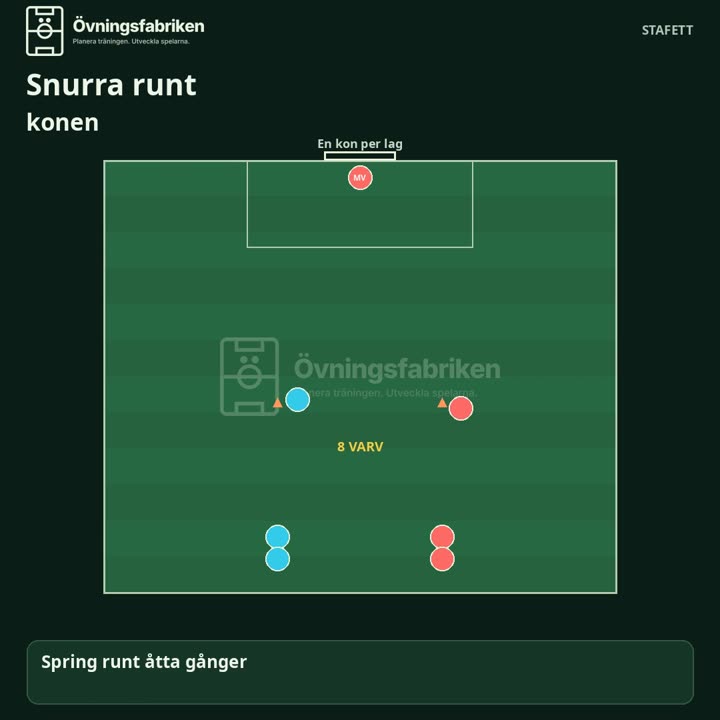 Övningsfabriken
Planera träningen. Utveckla spelarna.
STAFETT
Snurra runt
konen
En kon per lag
MV
Övningsfabriken
nera träningen. Utveckla spelarna.
8 VARV
Spring runt åtta gånger